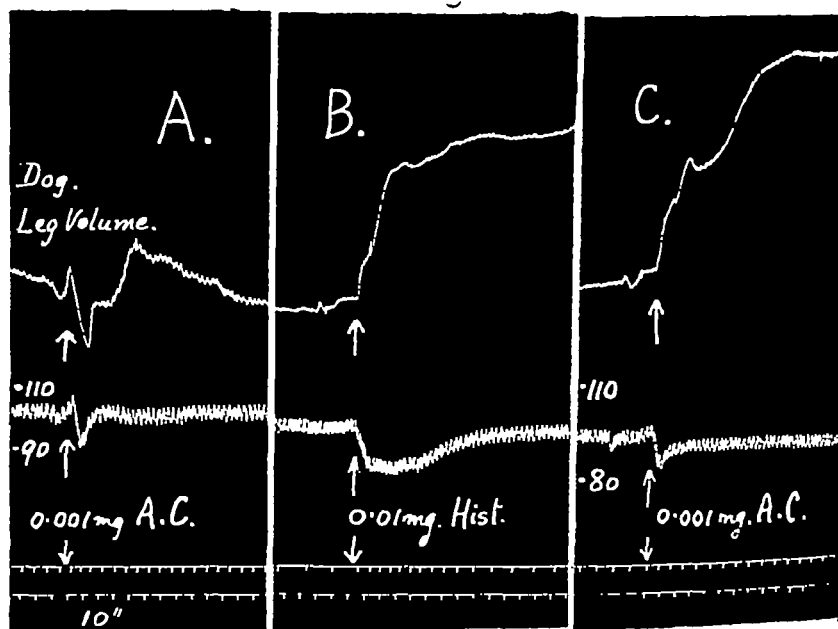 A.
B.
C.
Dog.
Leg Volume.
·110
·90
0.001 mg A.C.
0.01 mg. Hist.
·110
·80
0.001 mg. A.C.
10"